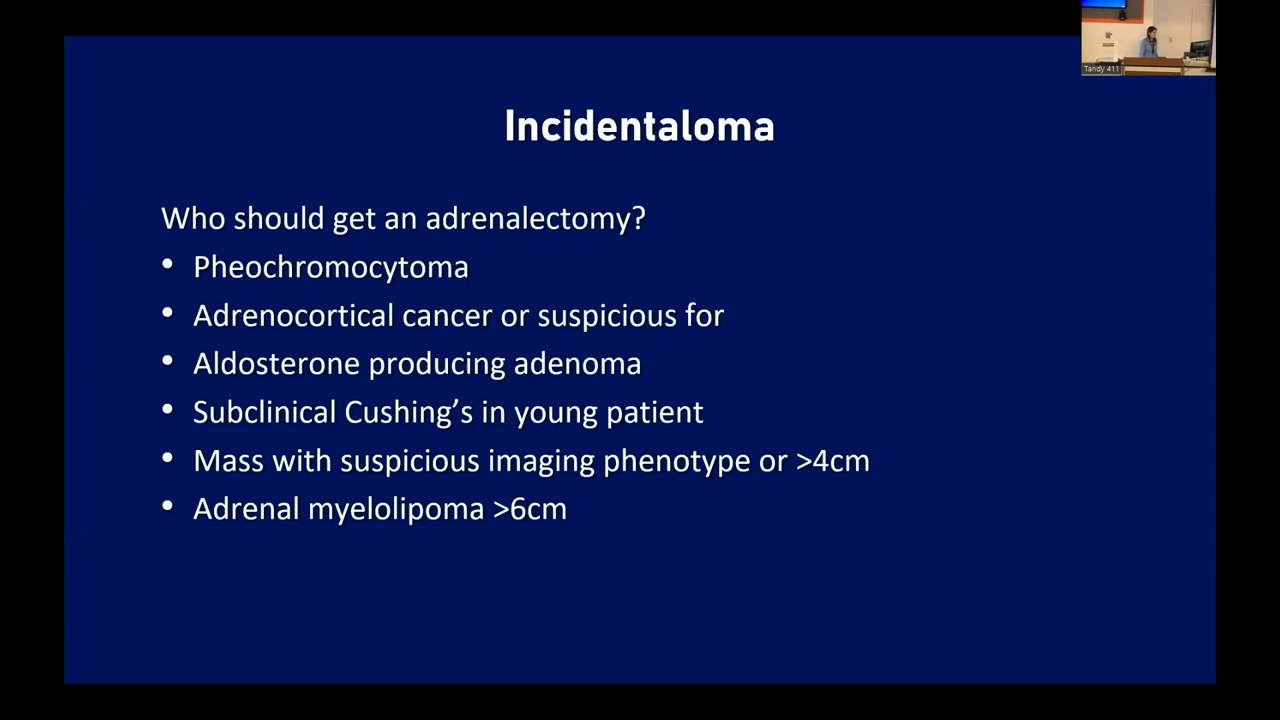 Tandy 411
Incidentaloma
Who should get an adrenalectomy?
• Pheochromocytoma
• Adrenocortical cancer or suspicious for
• Aldosterone producing adenoma
• Subclinical Cushing’s in young patient
• Mass with suspicious imaging phenotype or >4cm
• Adrenal myelolipoma >6cm